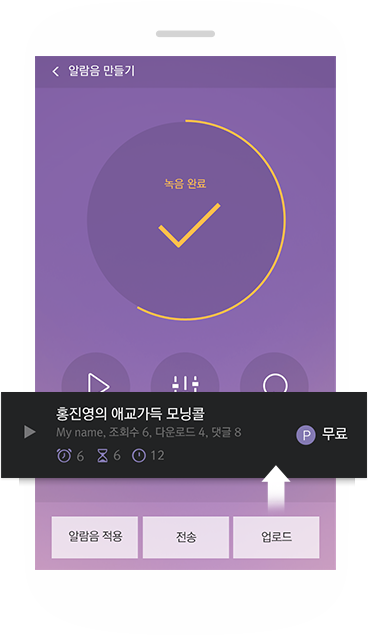 알람음 만들기
녹음 완료
홍진영의 애교가득 모닝콜
My name, 조회수 6, 다운로드 4, 댓글 8
6 6 12
P 무료
알람음 적용 전송 업로드